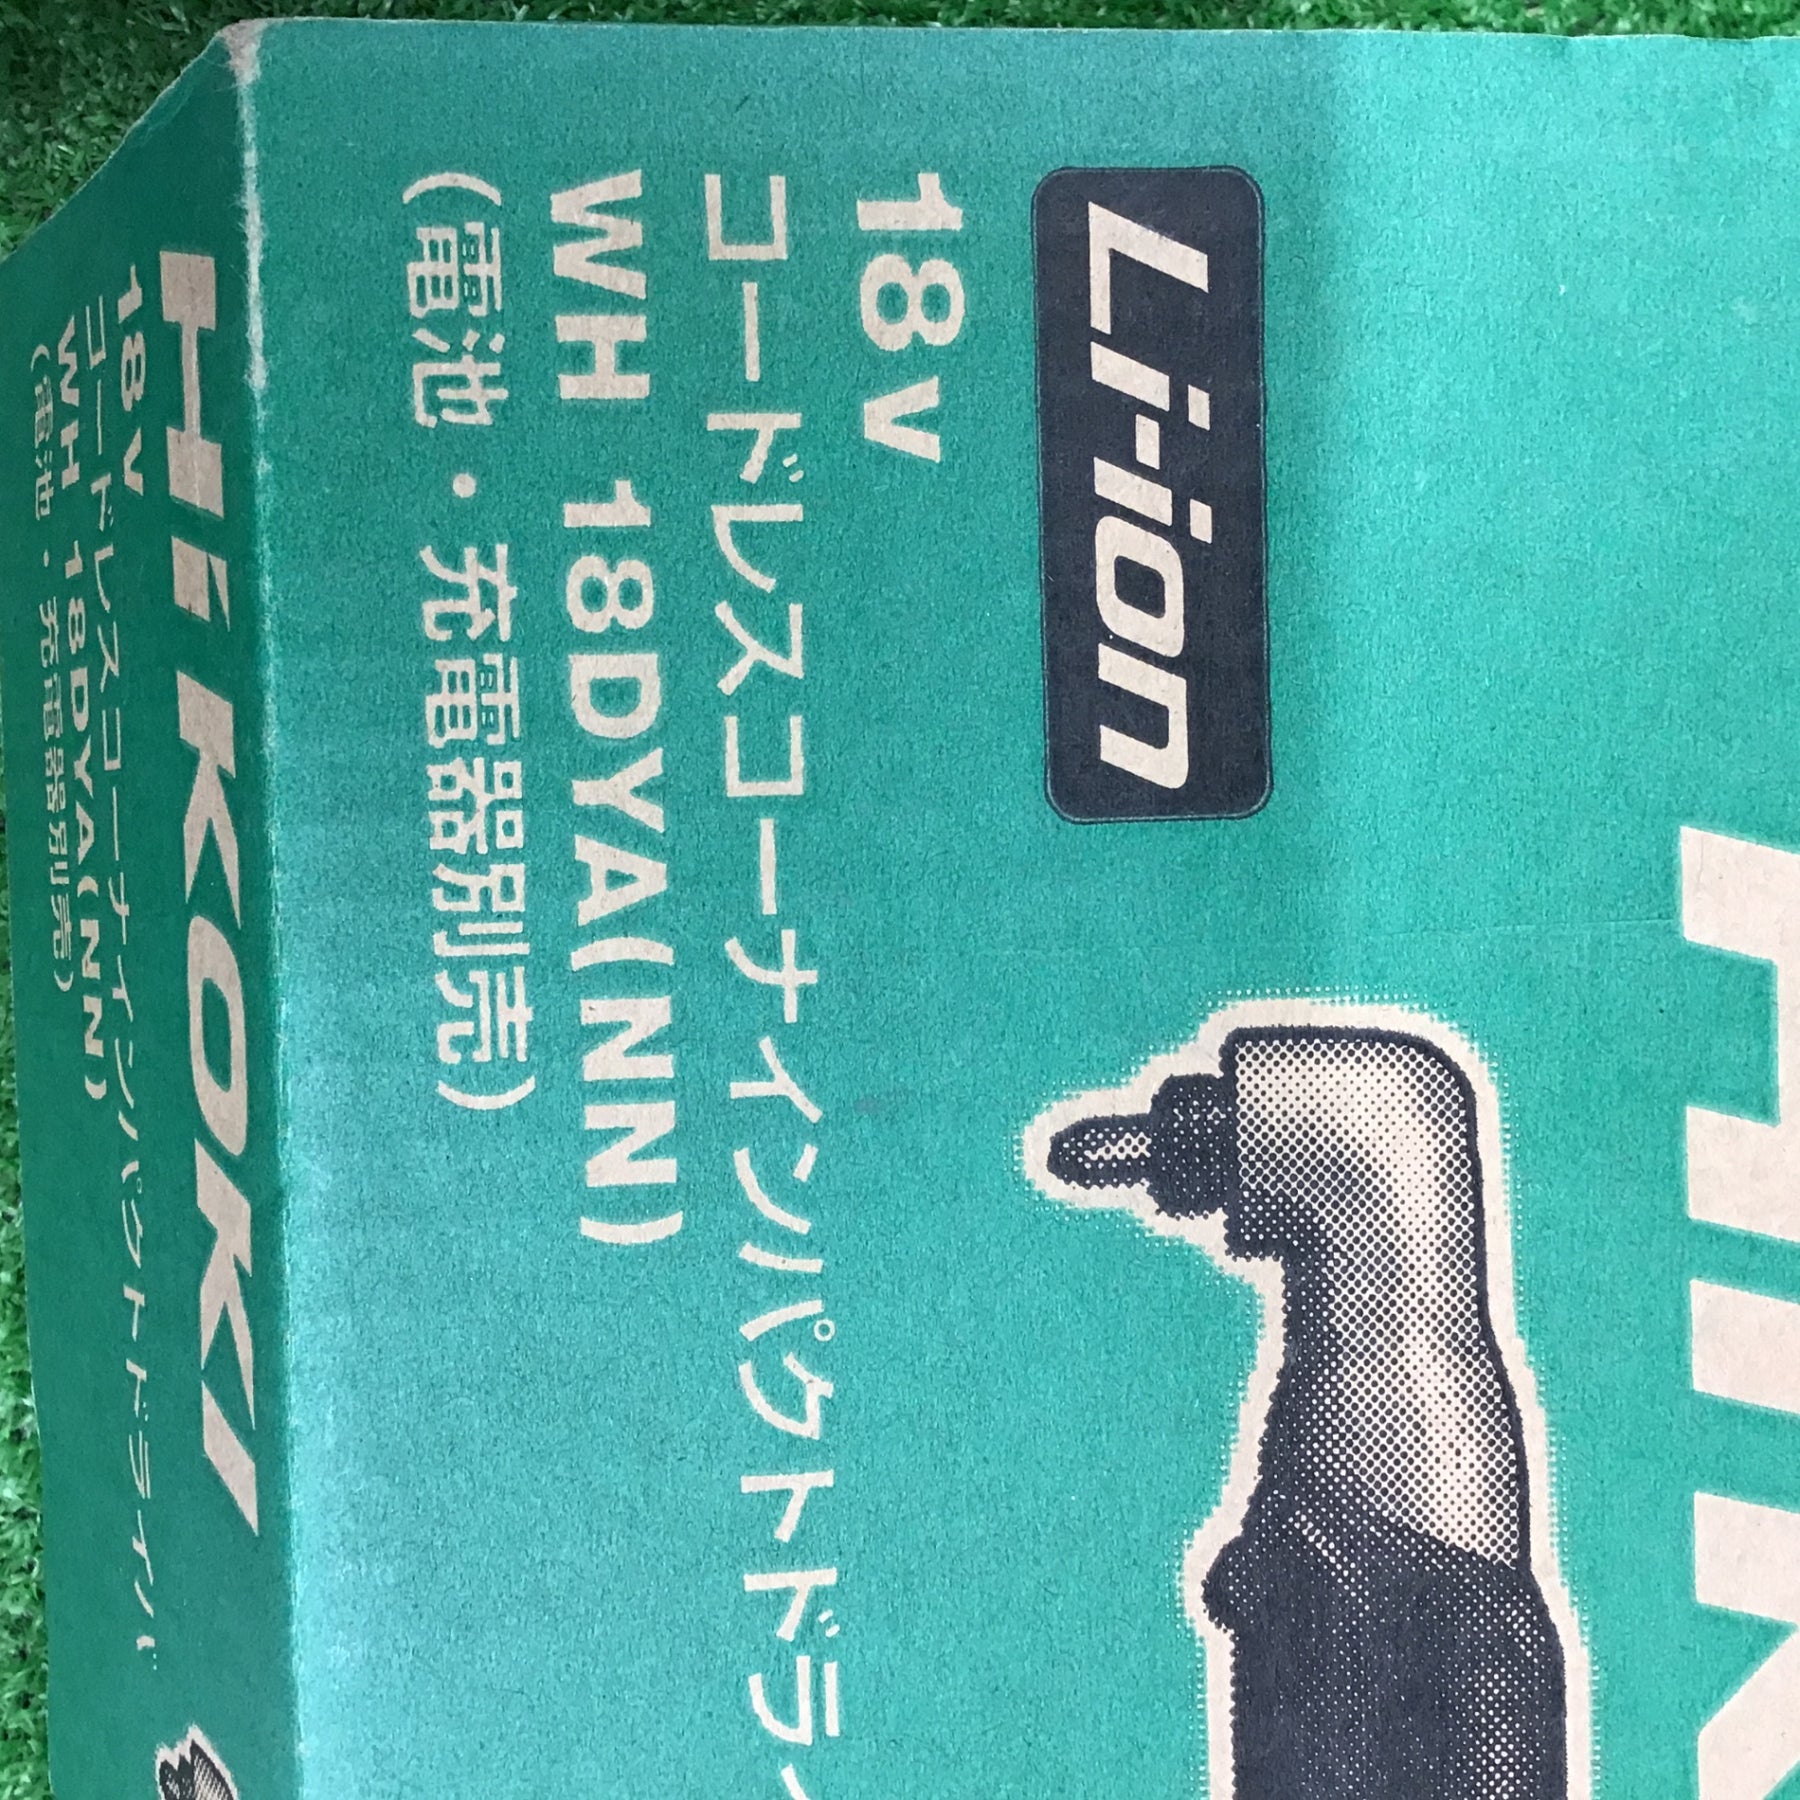 Li-ion
18V
コードレスコーナインパクトドライ
WH 18DYA(NN)
(電池・充電器別売)
HiKOKI
18V
コードレスコーナインパクトドライバ
WH 18DYA(NN)
(電池・充電器別売)